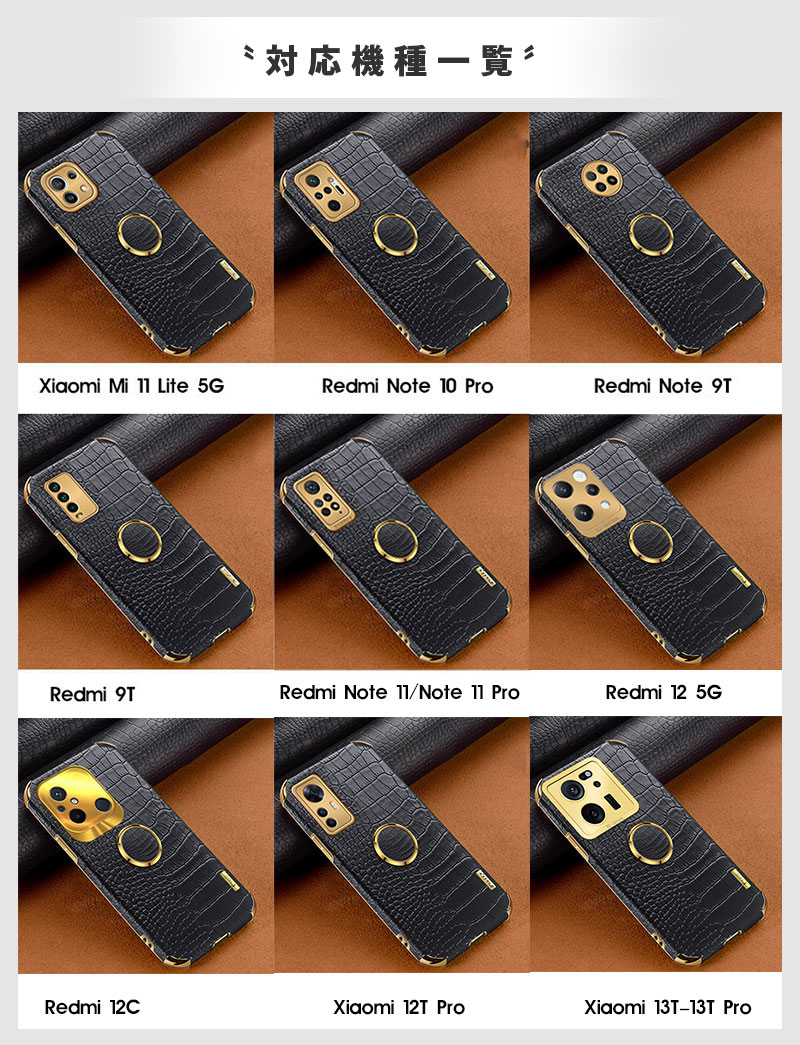 〝対応機種一覧〞
Xiaomi Mi 11 Lite 5G
Redmi Note 10 Pro
Redmi Note 9T
Redmi 9T
Redmi Note 11/Note 11 Pro
Redmi 12 5G
Redmi 12C
Xiaomi 12T Pro
Xiaomi 13T-13T Pro